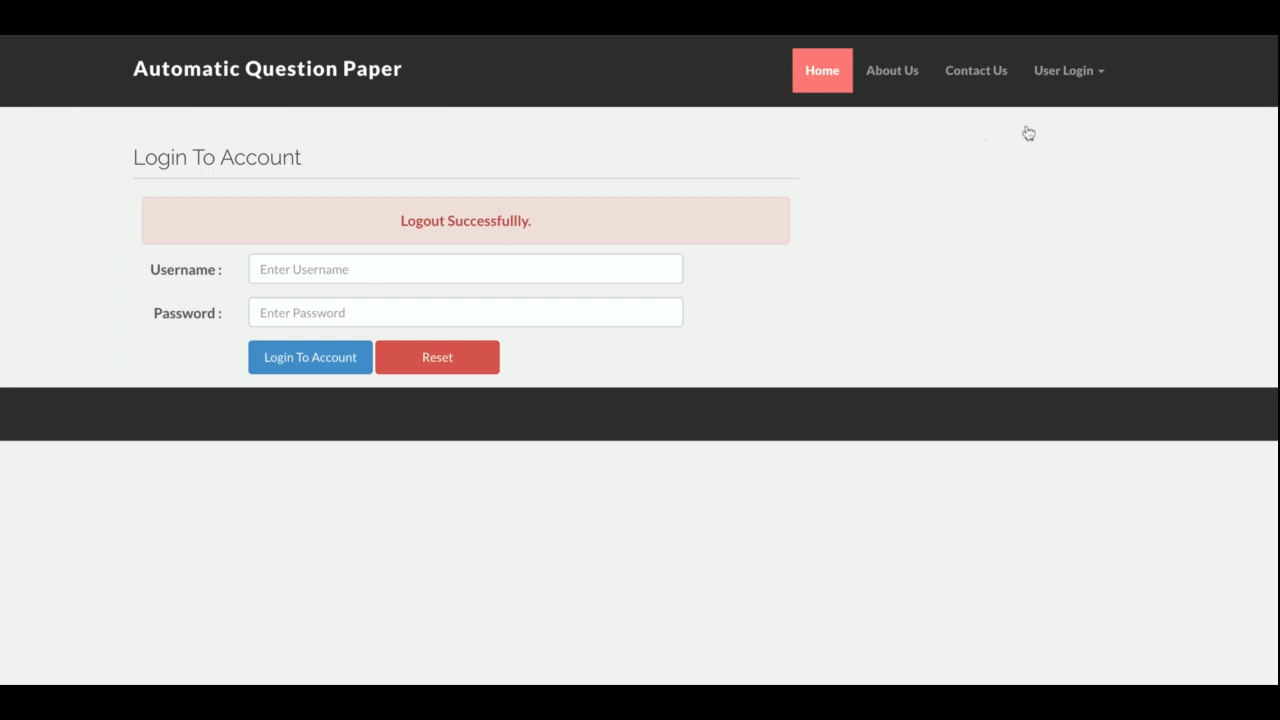 Automatic Question Paper
Home About Us Contact Us User Login
Login To Account
Logout Successfullly.
Username : Enter Username
Password : Enter Password
Login To Account Reset